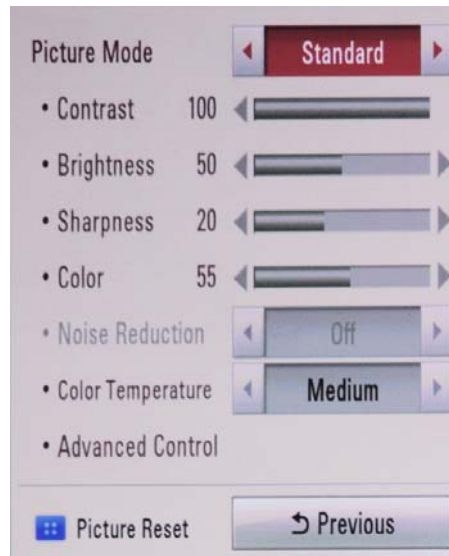 Picture Mode Standard
• Contrast 100
• Brightness 50
• Sharpness 20
• Color 55
• Noise Reduction Off
• Color Temperature Medium
• Advanced Control
Picture Reset Previous